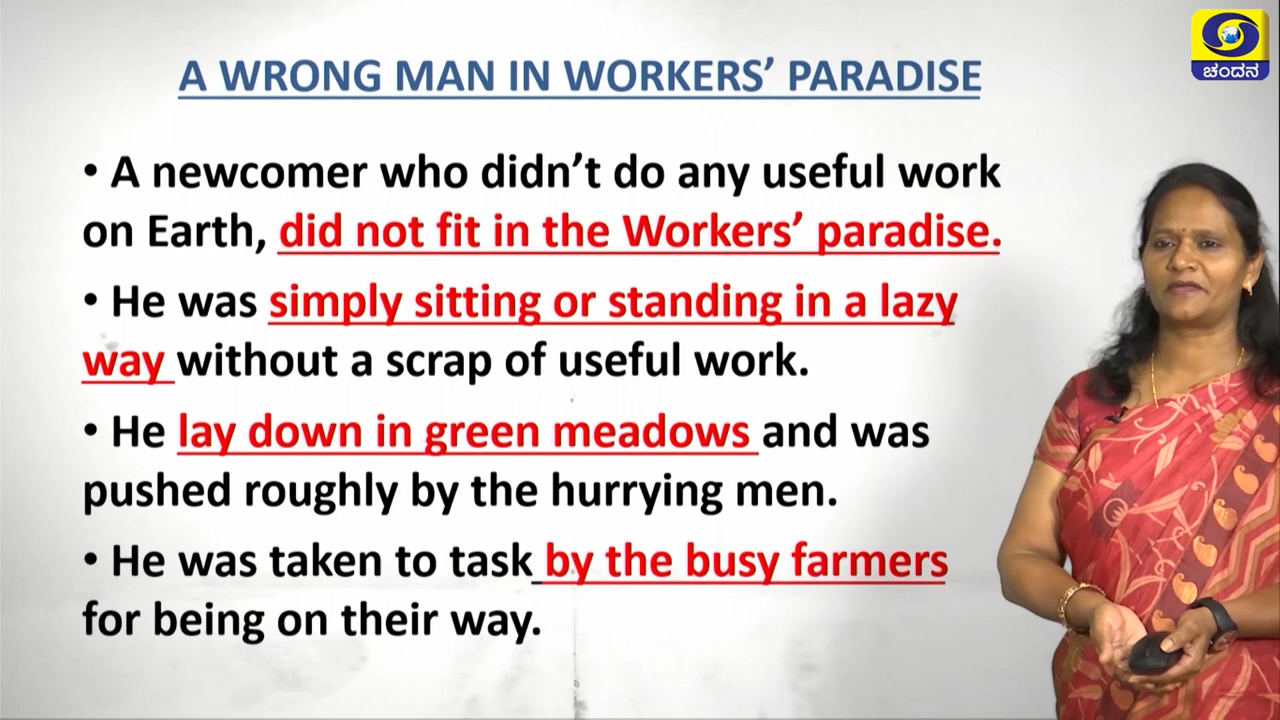 ಚಂದನ
A WRONG MAN IN WORKERS’ PARADISE
• A newcomer who didn’t do any useful work
on Earth, did not fit in the Workers’ paradise.
• He was simply sitting or standing in a lazy
way without a scrap of useful work.
• He lay down in green meadows and was
pushed roughly by the hurrying men.
• He was taken to task by the busy farmers
for being on their way.